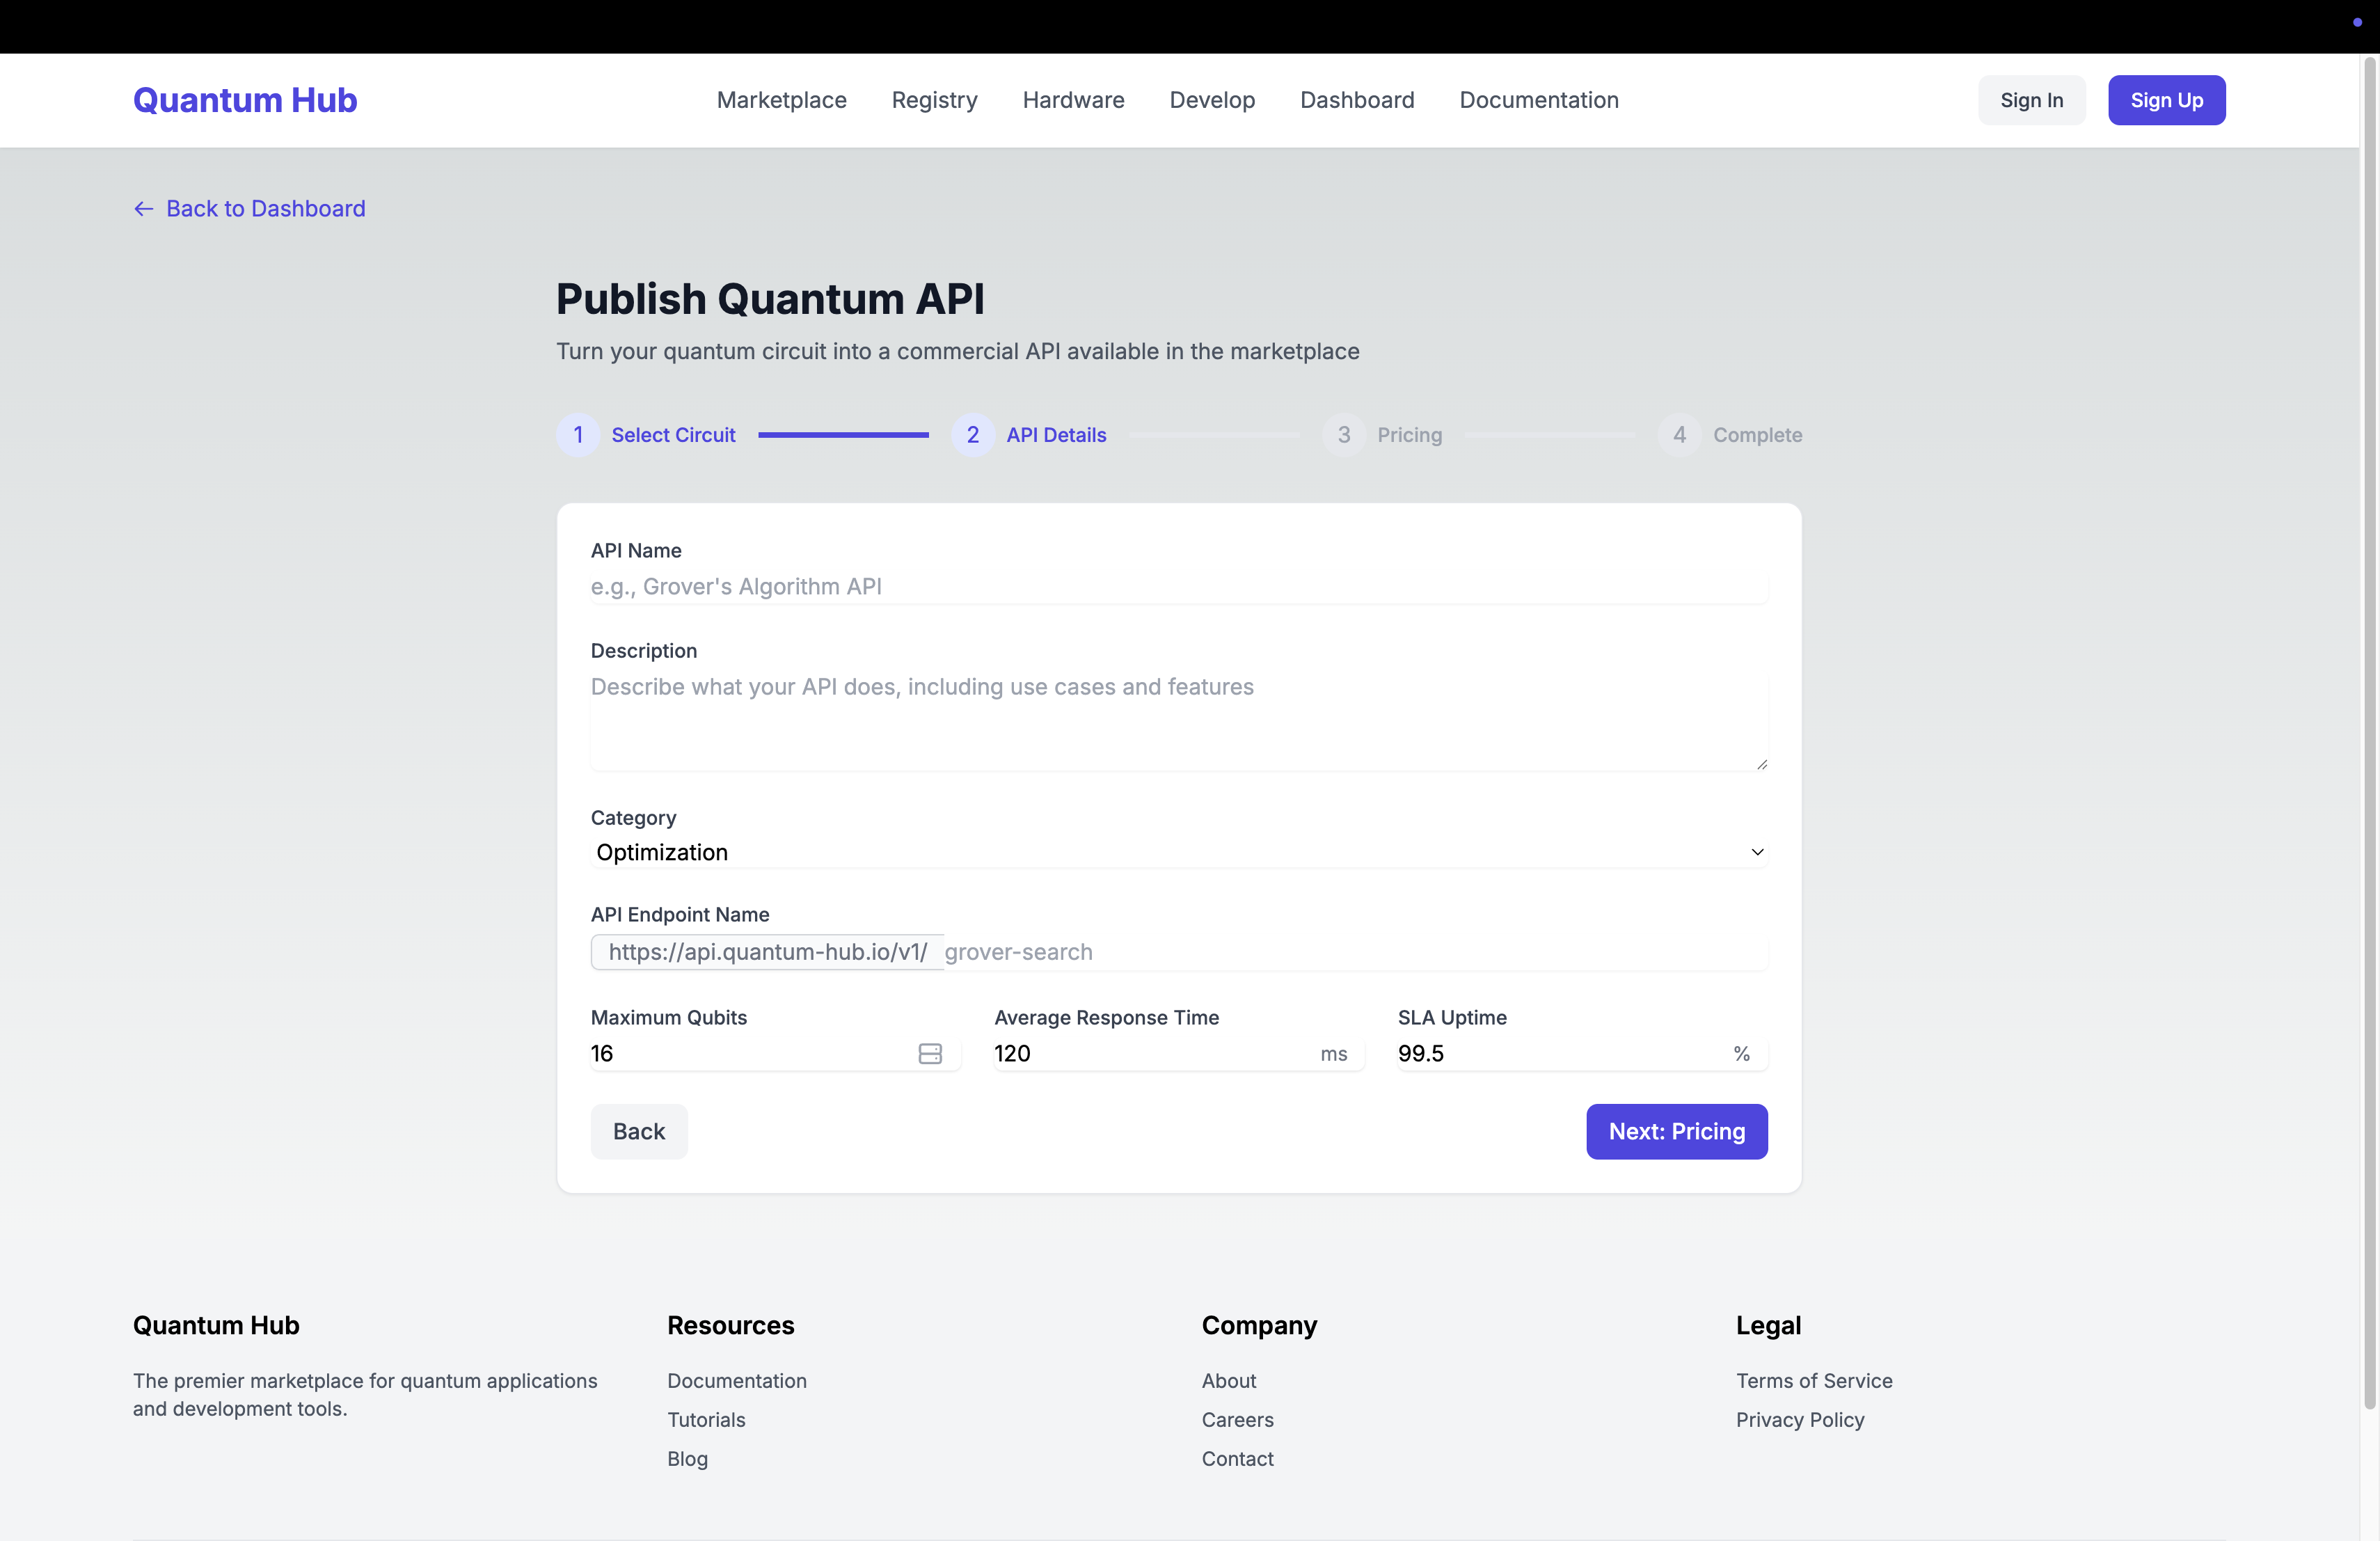 Quantum Hub
Marketplace
Registry
Hardware
Develop
Dashboard
Documentation
Sign In
Sign Up
← Back to Dashboard
Publish Quantum API
Turn your quantum circuit into a commercial API available in the marketplace
1 Select Circuit
2 API Details
3 Pricing
4 Complete
API Name
e.g., Grover's Algorithm API
Description
Describe what your API does, including use cases and features
Category
Optimization
API Endpoint Name
https://api.quantum-hub.io/v1/ grover-search
Maximum Qubits
16
Average Response Time
120 ms
SLA Uptime
99.5 %
Back
Next: Pricing
Quantum Hub
The premier marketplace for quantum applications
and development tools.
Resources
Documentation
Tutorials
Blog
Company
About
Careers
Contact
Legal
Terms of Service
Privacy Policy